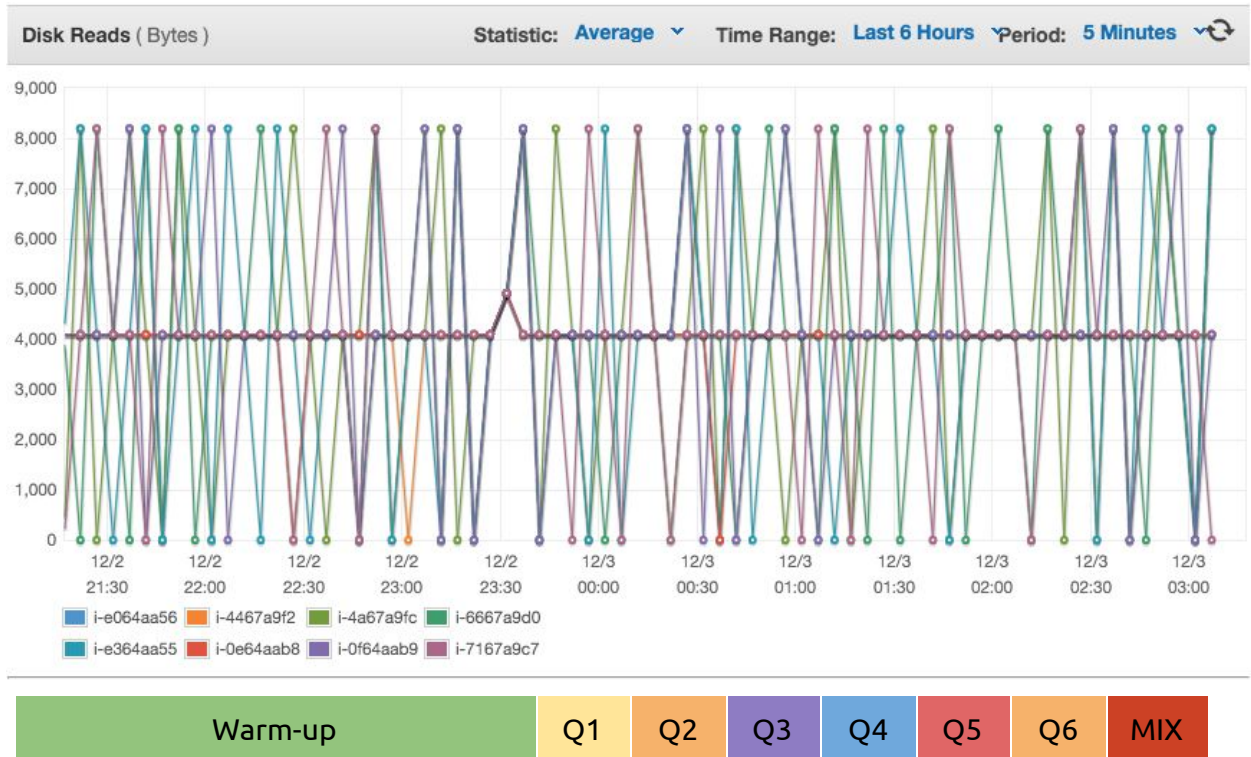 Disk Reads ( Bytes ) Statistic: Average Time Range: Last 6 Hours Period: 5 Minutes
9,000
8,000
7,000
6,000
5,000
4,000
3,000
2,000
1,000
0
12/2 12/2 12/2 12/2 12/2 12/3 12/3 12/3 12/3 12/3 12/3 12/3
21:30 22:00 22:30 23:00 23:30 00:00 00:30 01:00 01:30 02:00 02:30 03:00
i-e064aa56 i-4467a9f2 i-4a67a9fc i-6667a9d0
i-e364aa55 i-0e64aab8 i-0f64aab9 i-7167a9c7
Warm-up Q1 Q2 Q3 Q4 Q5 Q6 MIX